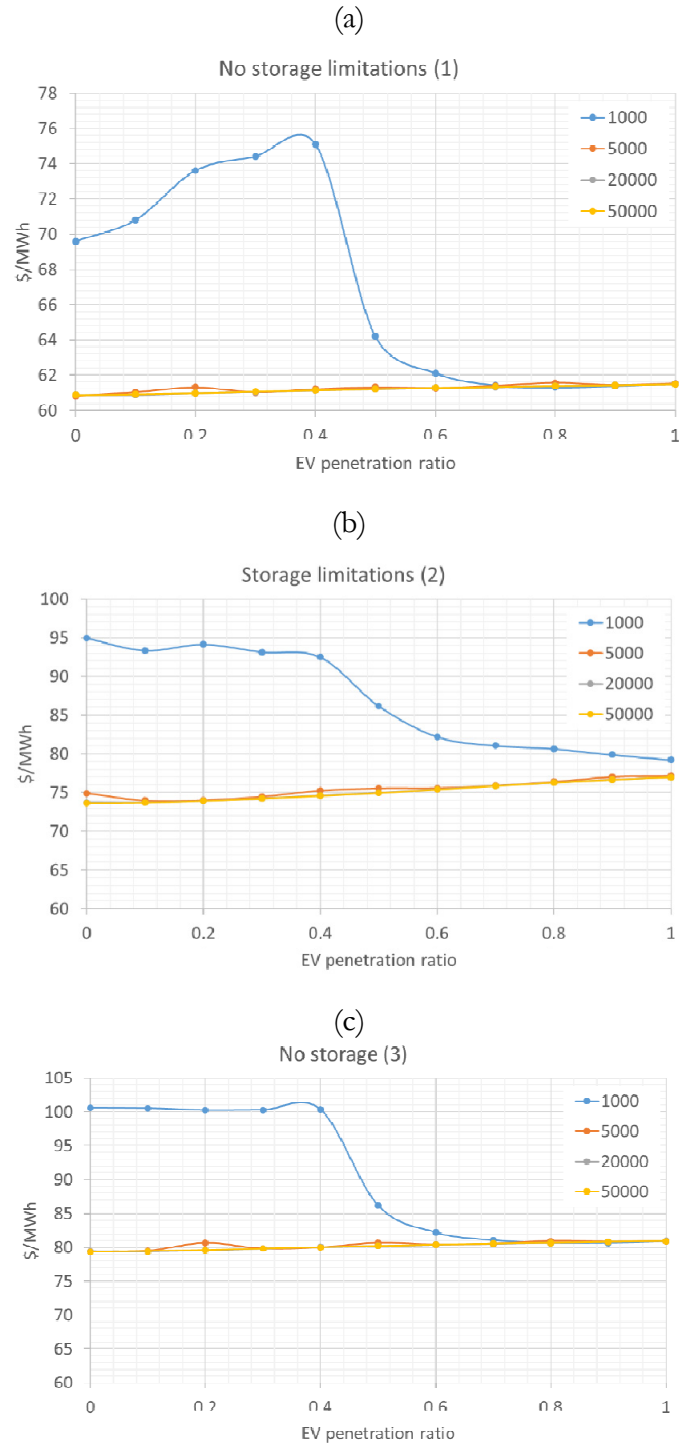 (a)
No storage limitations (1)
78
76
74
72
70
68
66
64
62
60
$/MWh
1000
5000
20000
50000
0 0.2 0.4 0.6 0.8 1
EV penetration ratio
(b)
Storage limitations (2)
100
95
90
85
80
75
70
65
60
$/MWh
1000
5000
20000
50000
0 0.2 0.4 0.6 0.8 1
EV penetration ratio
(c)
No storage (3)
105
100
95
90
85
80
75
70
65
60
$/MWh
1000
5000
20000
50000
0 0.2 0.4 0.6 0.8 1
EV penetration ratio